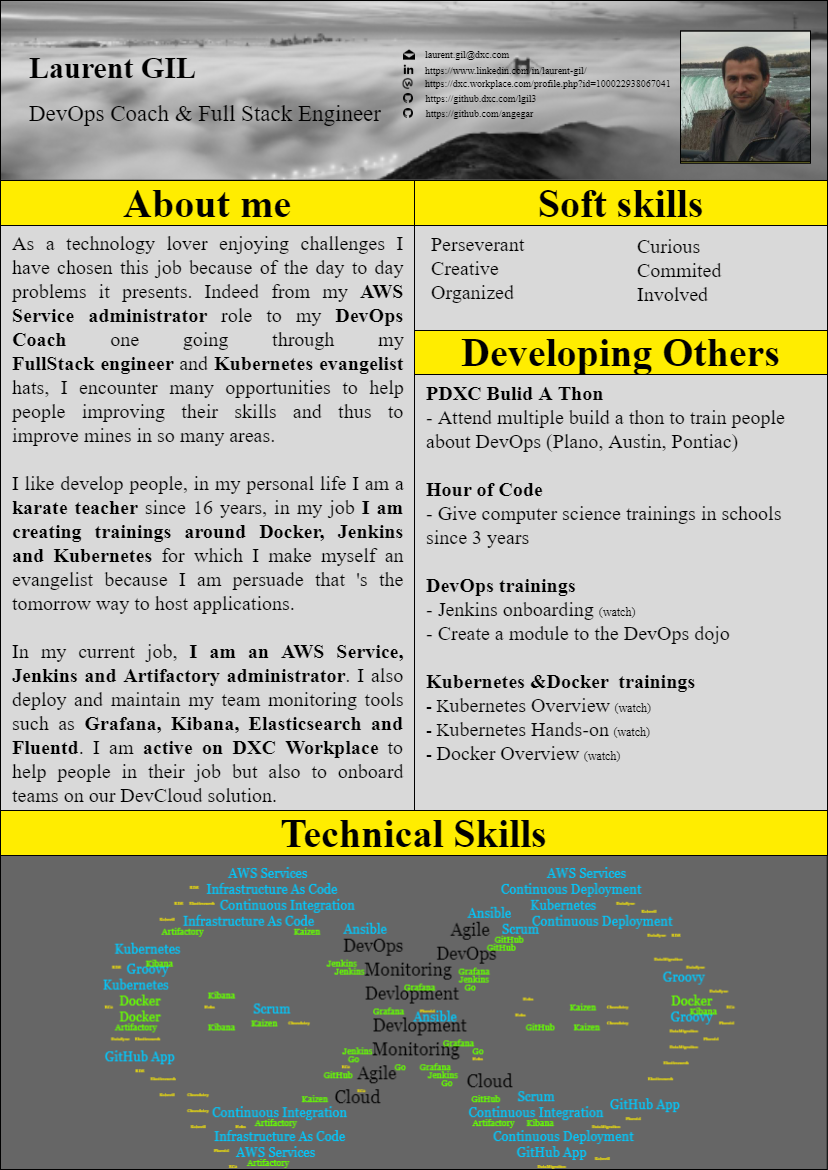 Laurent GIL
DevOps Coach & Full Stack Engineer
laurent.gil@dxc.com
https://www.linkedin.com/in/laurent-gil/
https://dxc.workplace.com/profile.php?id=100022938067041
https://github.dxc.com/lgil3
https://github.com/angegar
About me
As a technology lover enjoying challenges I
have chosen this job because of the day to day
problems it presents. Indeed from my AWS
Service administrator role to my DevOps
Coach one going through my
FullStack engineer and Kubernetes evangelist
hats, I encounter many opportunities to help
people improving their skills and thus to
improve mines in so many areas.
I like develop people, in my personal life I am a
karate teacher since 16 years, in my job I am
creating trainings around Docker, Jenkins
and Kubernetes for which I make myself an
evangelist because I am persuade that 's the
tomorrow way to host applications.
In my current job, I am an AWS Service,
Jenkins and Artifactory administrator. I also
deploy and maintain my team monitoring tools
such as Grafana, Kibana, Elasticsearch and
Fluentd. I am active on DXC Workplace to
help people in their job but also to onboard
teams on our DevCloud solution.
Soft skills
Perseverant
Creative
Organized
Curious
Commited
Involved
Developing Others
PDXC Bulid A Thon
- Attend multiple build a thon to train people
about DevOps (Plano, Austin, Pontiac)
Hour of Code
- Give computer science trainings in schools
since 3 years
DevOps trainings
- Jenkins onboarding (watch)
- Create a module to the DevOps dojo
Kubernetes &Docker trainings
- Kubernetes Overview (watch)
- Kubernetes Hands-on (watch)
- Docker Overview (watch)
Technical Skills
AWS Services
Infrastructure As Code
Continuous Integration
Infrastructure As Code
Artifactory
Kaizen
Ansible
DevOps
Kubernetes
Kibana
Groovy
Jenkins
Jenkins
Monitoring
Kubernetes
Grafana
Devlopment
Docker
Kibana
Docker
Scrum
Grafana
Ansible
Artifactory
Kibana
Kaizen
Devlopment
GitHub App
Jenkins
Go
Monitoring
Grafana
Go
GitHub
Agile
Go
Grafana
Jenkins
Go
Kaizen
Cloud
Continuous Integration
Artifactory
Infrastructure As Code
AWS Services
Artifactory
AWS Services
Continuous Deployment
Kubernetes
Ansible
Continuous Deployment
Agile
Scrum
GitHub
GitHub
DevOps
Grafana
Jenkins
Go
Groovy
Docker
Kaizen
Kibana
Groovy
GitHub
Kaizen
Cloud
GitHub
Scrum
GitHub App
Continuous Integration
Artifactory
Kibana
Continuous Deployment
GitHub App